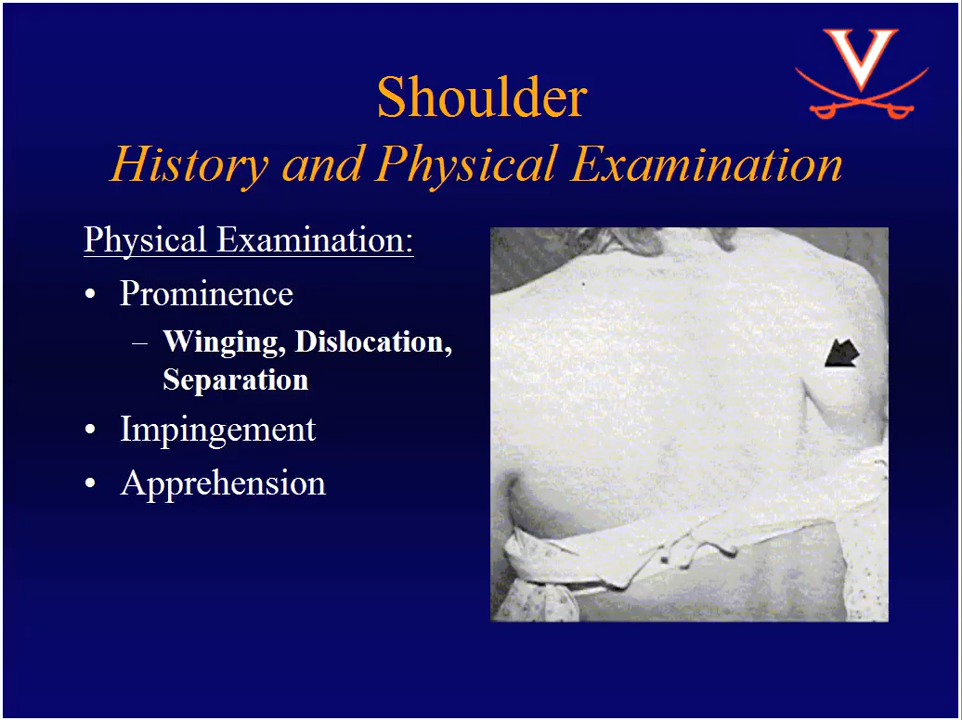 V
Shoulder
History and Physical Examination
Physical Examination:
• Prominence
– Winging, Dislocation,
Separation
• Impingement
• Apprehension